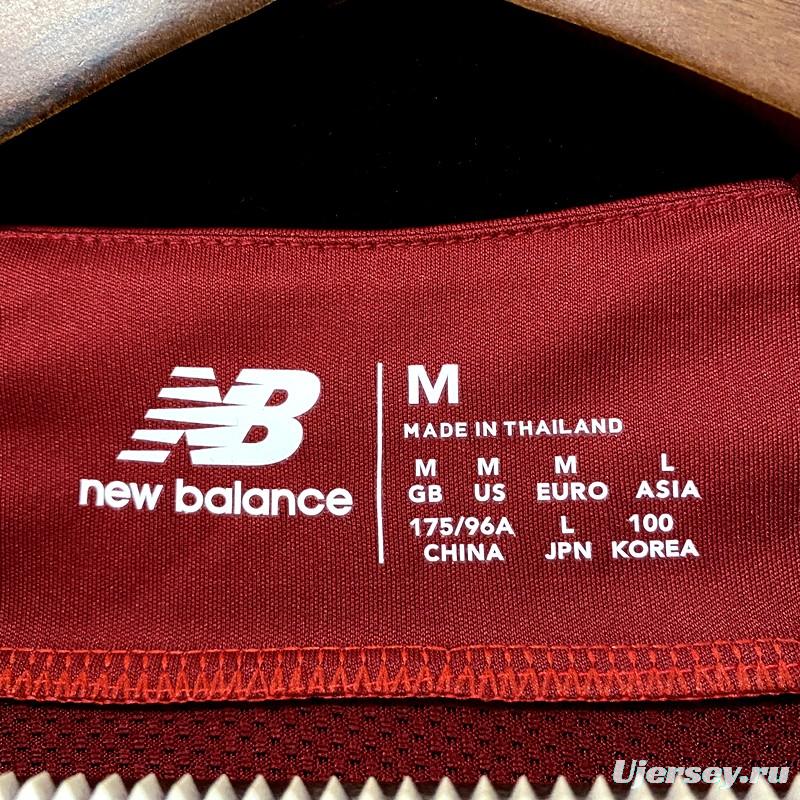 NB
new balance
M
MADE IN THAILAND
M M M L
GB US EURO ASIA
175/96A L 100
CHINA JPN KOREA
Ujersey.ru